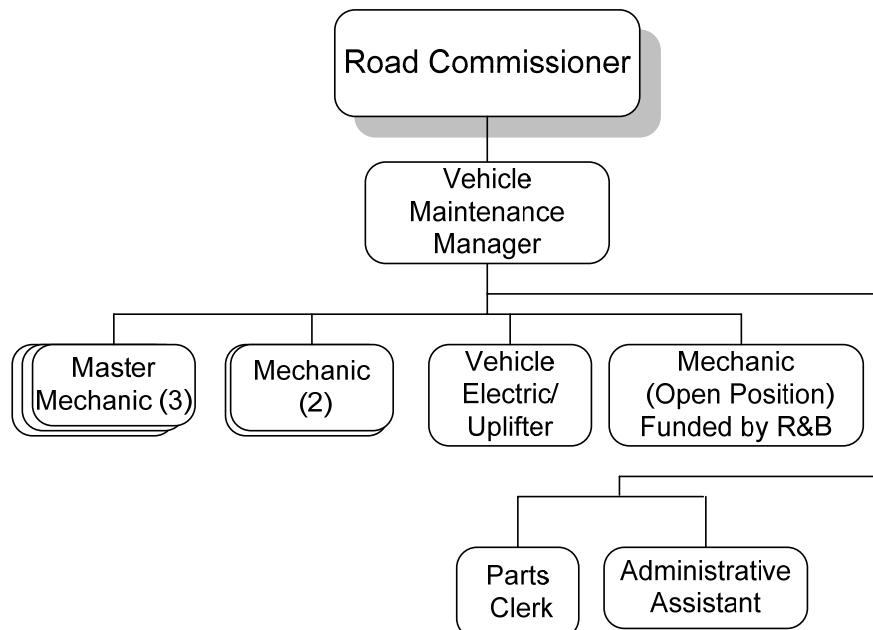 Road Commissioner
Vehicle
Maintenance
Manager
Master
Mechanic (3)
Mechanic
(2)
Vehicle
Electric/
Uplifter
Mechanic
(Open Position)
Funded by R&B
Parts
Clerk
Administrative
Assistant